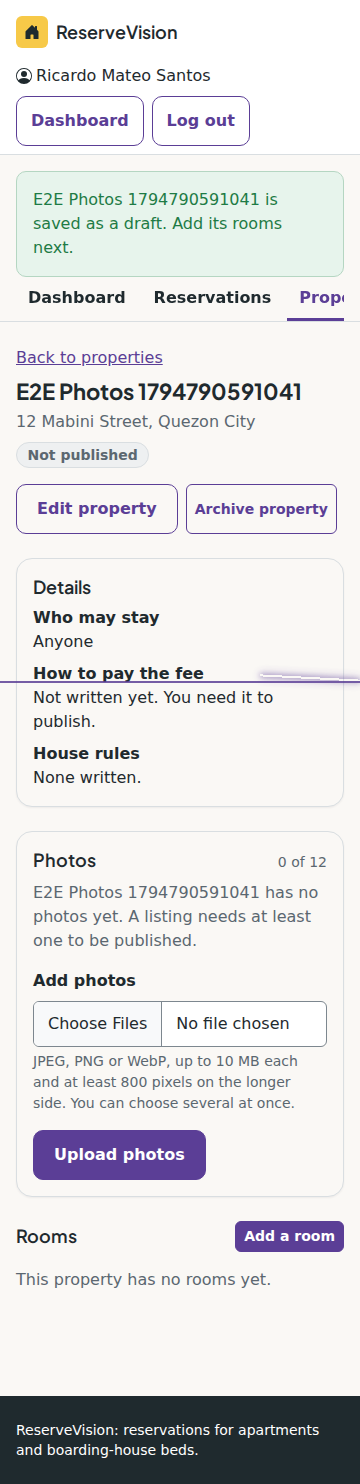 ReserveVision
Ricardo Mateo Santos
Dashboard
Log out
E2E Photos 1794790591041 is
saved as a draft. Add its rooms
next.
Dashboard
Reservations
Back to properties
E2E Photos 1794790591041
12 Mabini Street, Quezon City
Not published
Edit property
Archive property
Details
Who may stay
Anyone
How to pay the fee
Not written yet. You need it to
publish.
House rules
None written.
Photos
0 of 12
E2E Photos 1794790591041 has no
photos yet. A listing needs at least
one to be published.
Add photos
Choose Files
No file chosen
JPEG, PNG or WebP, up to 10 MB each
and at least 800 pixels on the longer
side. You can choose several at once.
Upload photos
Rooms
Add a room
This property has no rooms yet.
ReserveVision: reservations for apartments
and boarding-house beds.